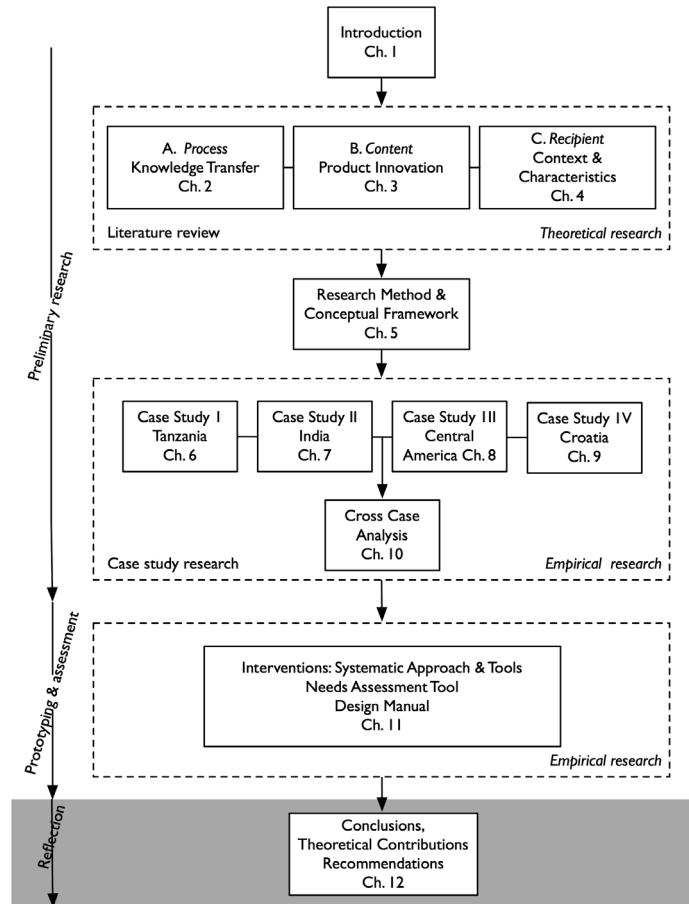 Introduction
Ch. 1
A. Process
Knowledge Transfer
Ch. 2
B. Content
Product Innovation
Ch. 3
C. Recipient
Context &
Characteristics
Ch. 4
Literature review
Theoretical research
Research Method &
Conceptual Framework
Ch. 5
Preliminary research
Case Study I
Tanzania
Ch. 6
Case Study II
India
Ch. 7
Case Study III
Central
America Ch. 8
Case Study IV
Croatia
Ch. 9
Cross Case
Analysis
Ch. 10
Case study research
Empirical research
Prototyping & assessment
Interventions: Systematic Approach & Tools
Needs Assessment Tool
Design Manual
Ch. 11
Empirical research
Reflection
Conclusions,
Theoretical Contributions
Recommendations
Ch. 12